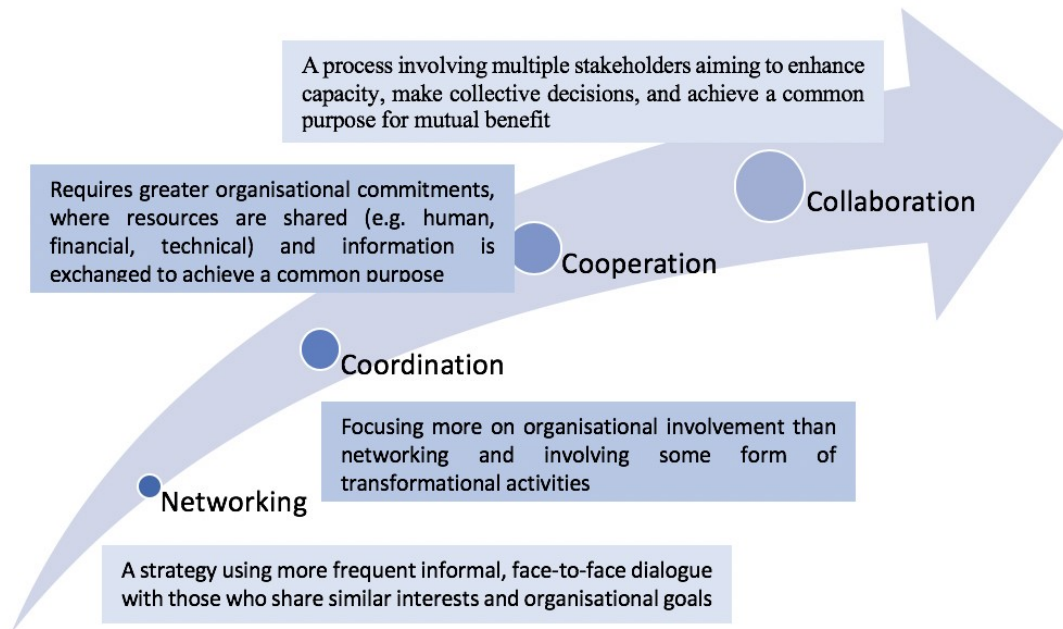 A process involving multiple stakeholders aiming to enhance
capacity, make collective decisions, and achieve a common
purpose for mutual benefit
Collaboration
Requires greater organisational commitments,
where resources are shared (e.g. human,
financial, technical) and information is
exchanged to achieve a common purpose
Cooperation
Coordination
Focusing more on organisational involvement than
networking and involving some form of
transformational activities
Networking
A strategy using more frequent informal, face-to-face dialogue
with those who share similar interests and organisational goals